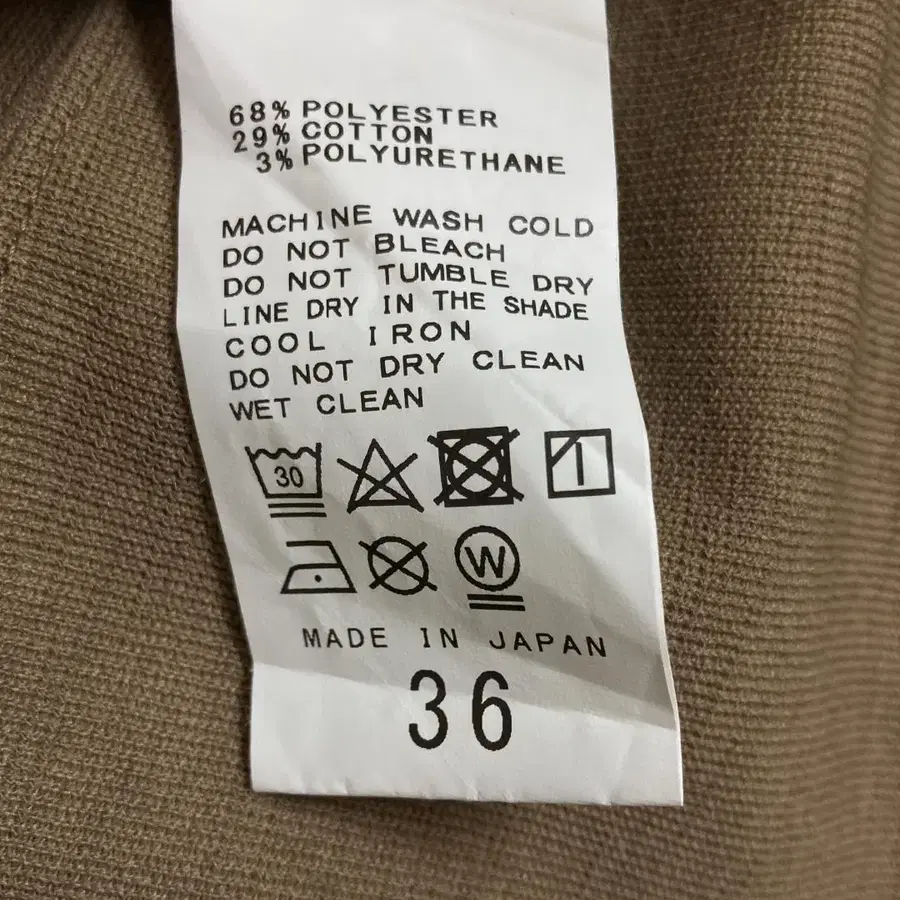 68% POLYESTER
29% COTTON
3% POLYURETHANE
MACHINE WASH COLD
DO NOT BLEACH
DO NOT TUMBLE DRY
LINE DRY IN THE SHADE
COOL IRON
DO NOT DRY CLEAN
WET CLEAN
30
W
MADE IN JAPAN
36